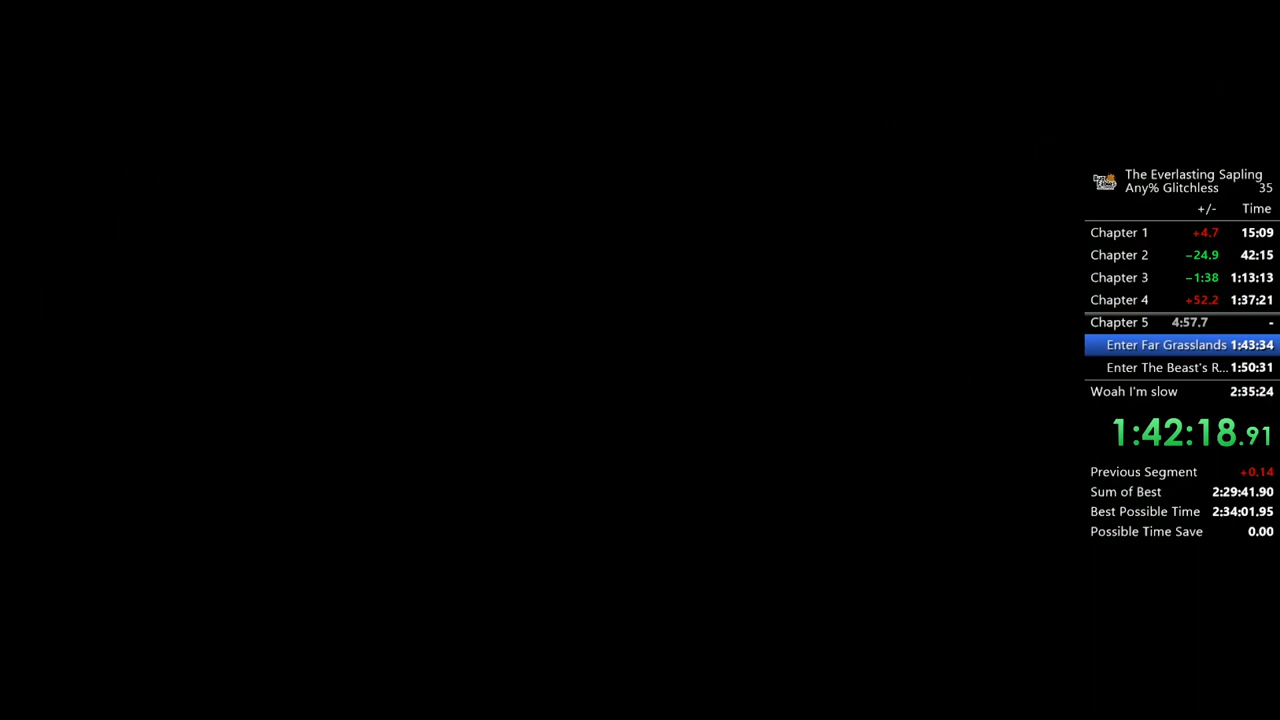 The Everlasting Sapling
Any% Glitchless 35
+/- Time
Chapter 1 +4.7 15:09
Chapter 2 −24.9 42:15
Chapter 3 −1:38 1:13:13
Chapter 4 +52.2 1:37:21
Chapter 5 4:57.7 -
Enter Far Grasslands 1:43:34
Enter The Beast's R... 1:50:31
Woah I'm slow 2:35:24
1:42:18.91
Previous Segment +0.14
Sum of Best 2:29:41.90
Best Possible Time 2:34:01.95
Possible Time Save 0.00